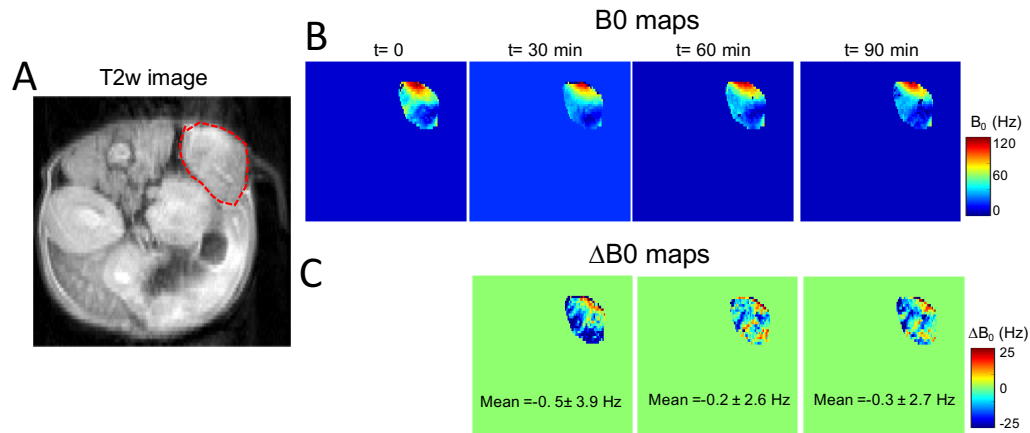 A
T2w image
B
B0 maps
t= 0
t= 30 min
t= 60 min
t= 90 min
B₀ (Hz)
120
60
0
C
ΔB0 maps
Mean =-0. 5± 3.9 Hz
Mean =-0.2 ± 2.6 Hz
Mean =-0.3 ± 2.7 Hz
ΔB₀ (Hz)
25
0
-25